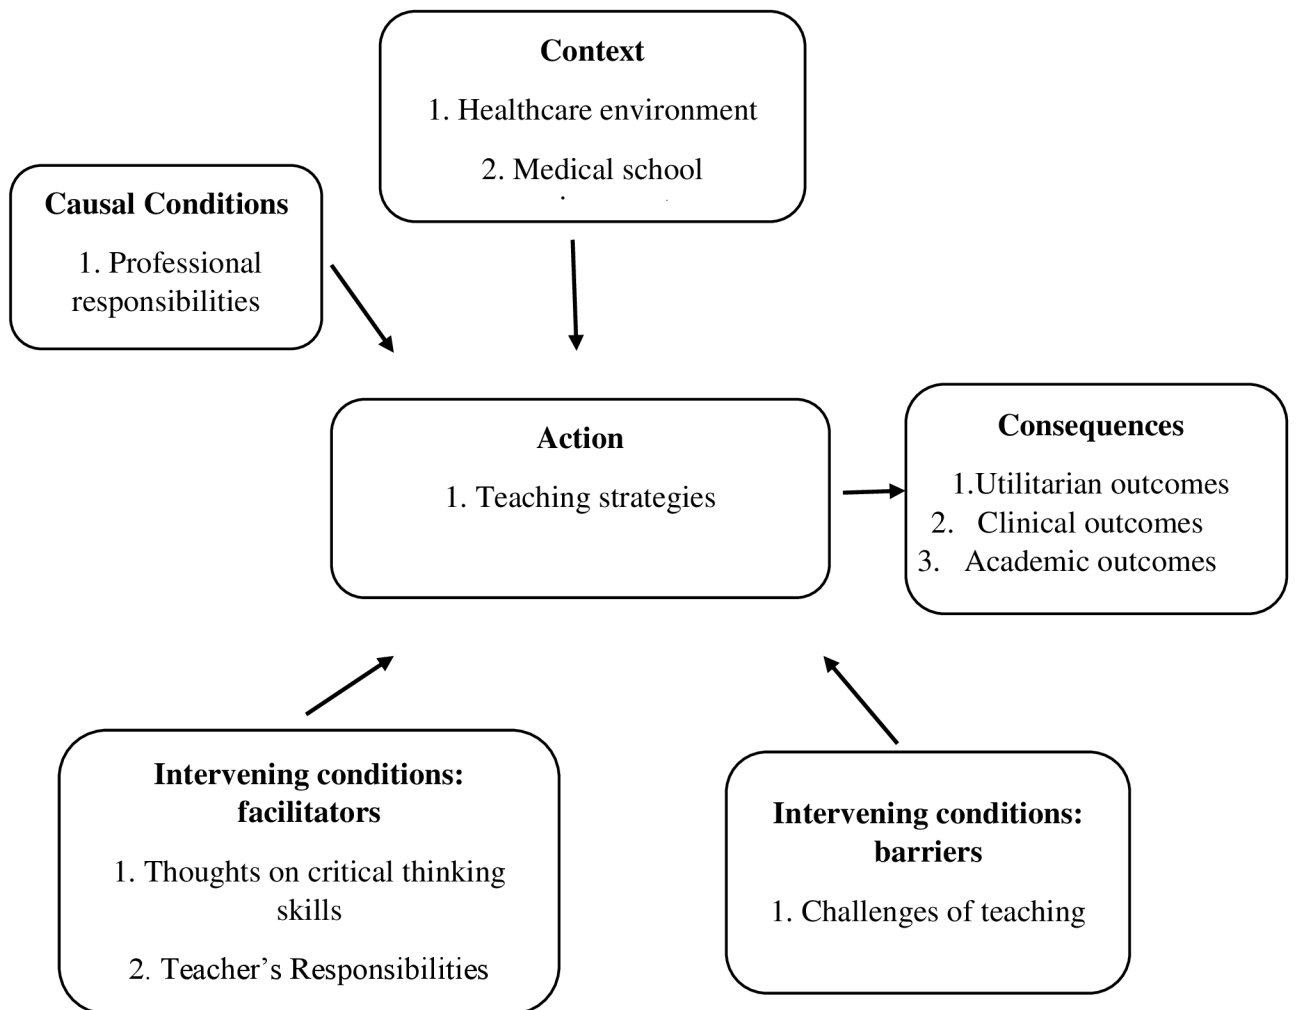 Context
1. Healthcare environment
2. Medical school
Causal Conditions
1. Professional
responsibilities
Action
1. Teaching strategies
Consequences
1.Utilitarian outcomes
2. Clinical outcomes
3. Academic outcomes
Intervening conditions:
facilitators
1. Thoughts on critical thinking
skills
2. Teacher’s Responsibilities
Intervening conditions:
barriers
1. Challenges of teaching